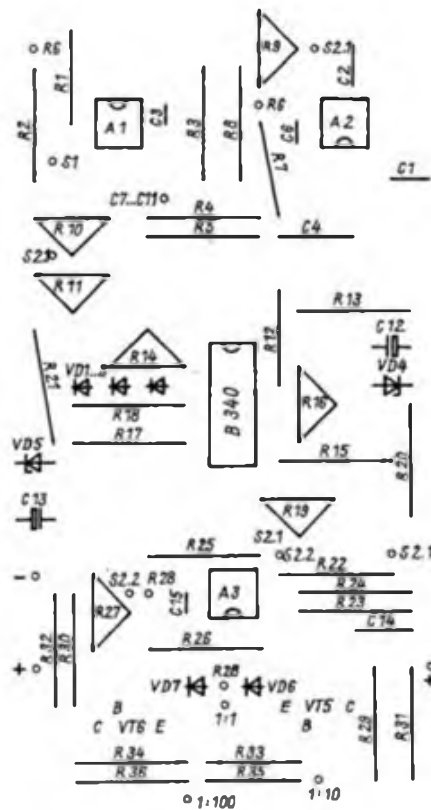 R6
R1
R9
S2.1
C2
R2
A1
C3
R3
R8
R6
C6
A2
S1
R7
C1
C7...C11
R4
R5
C4
R10
S2.1
R11
R13
R12
C12
R14
R21
VD1...
B 340
VD4
R18
R16
R17
VD5
R15
R20
C13
R19
R25
S2.1
S2.2
S2.1
R22
-
S2.2
R28
A3
R24
R27
C15
R23
C14
R32
R30
R26
+
+
VD7
R28
VD6
B
1:1
E
VT5
C
C
VT6
E
B
R29
R31
R34
R33
R36
R35
1:100
1:10